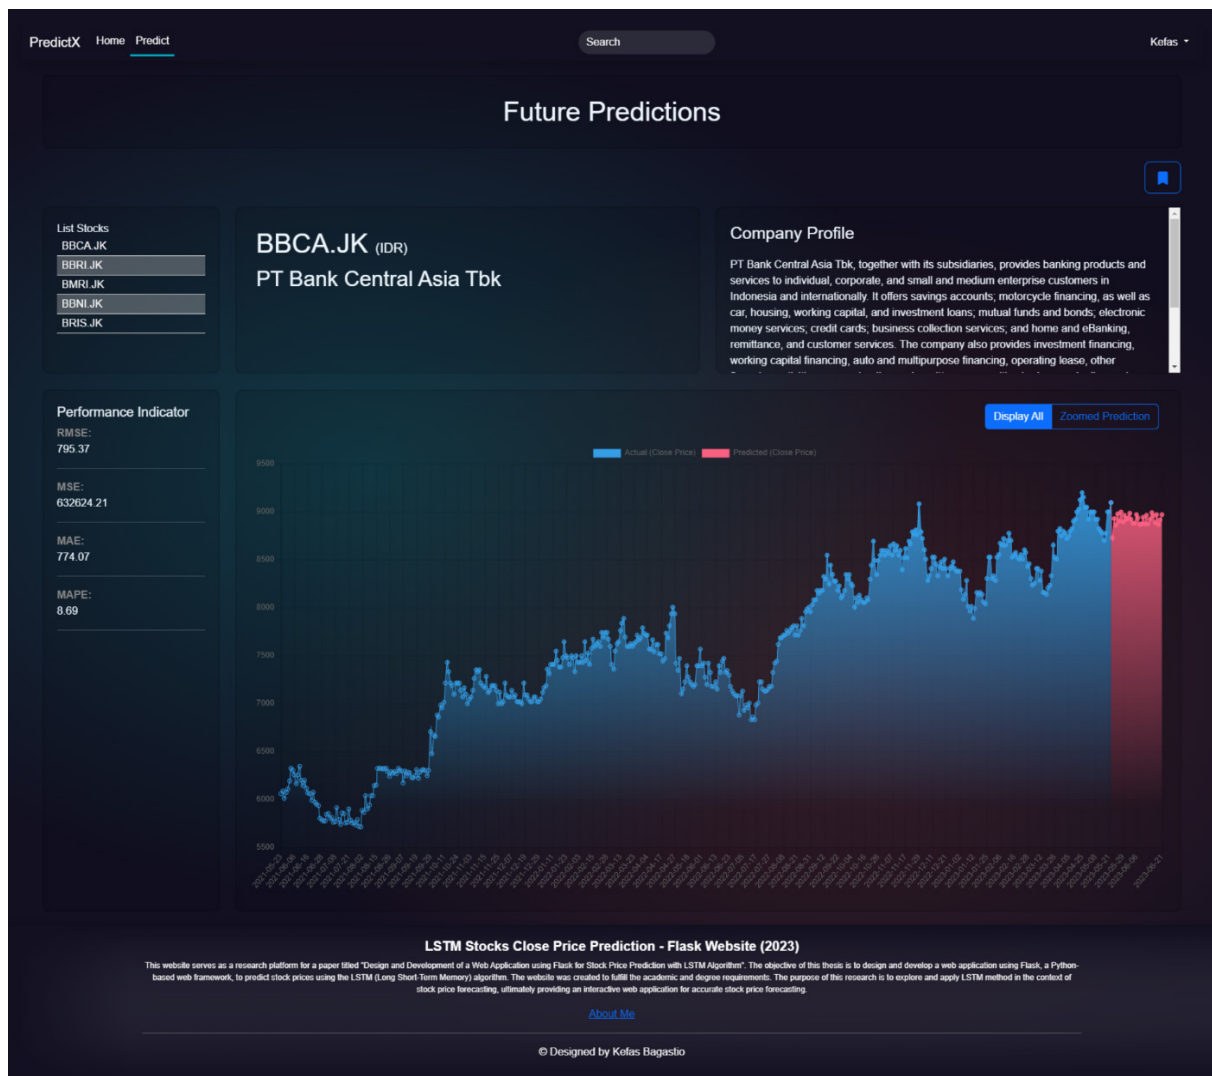 PredictX Home Predict Search Kefas
Future Predictions
List Stocks
BBCA.JK
BBRI.JK
BMRI.JK
BBNI.JK
BRIS.JK
BBCA.JK (IDR)
PT Bank Central Asia Tbk
Company Profile
PT Bank Central Asia Tbk, together with its subsidiaries, provides banking products and
services to individual, corporate, and small and medium enterprise customers in
Indonesia and internationally. It offers savings accounts; motorcycle financing, as well as
car, housing, working capital, and investment loans; mutual funds and bonds; electronic
money services; credit cards; business collection services; and home and eBanking,
remittance, and customer services. The company also provides investment financing,
working capital financing, auto and multipurpose financing, operating lease, other
Performance Indicator
RMSE:
795.37
MSE:
632624.21
MAE:
774.07
MAPE:
8.69
Display All Zoomed Prediction
Actual (Close Price) Predicted (Close Price)
9500
9000
8500
8000
7500
7000
6500
6000
5500
LSTM Stocks Close Price Prediction - Flask Website (2023)
This website serves as a research platform for a paper titled "Design and Development of a Web Application using Flask for Stock Price Prediction with LSTM Algorithm". The objective of this thesis is to design and develop a web application using Flask, a Python-
based web framework, to predict stock prices using the LSTM (Long Short-Term Memory) algorithm. The website was created to fulfill the academic and degree requirements. The purpose of this research is to explore and apply LSTM method in the context of
stock price forecasting, ultimately providing an interactive web application for accurate stock price forecasting.
About Me
© Designed by Kefas Bagastio